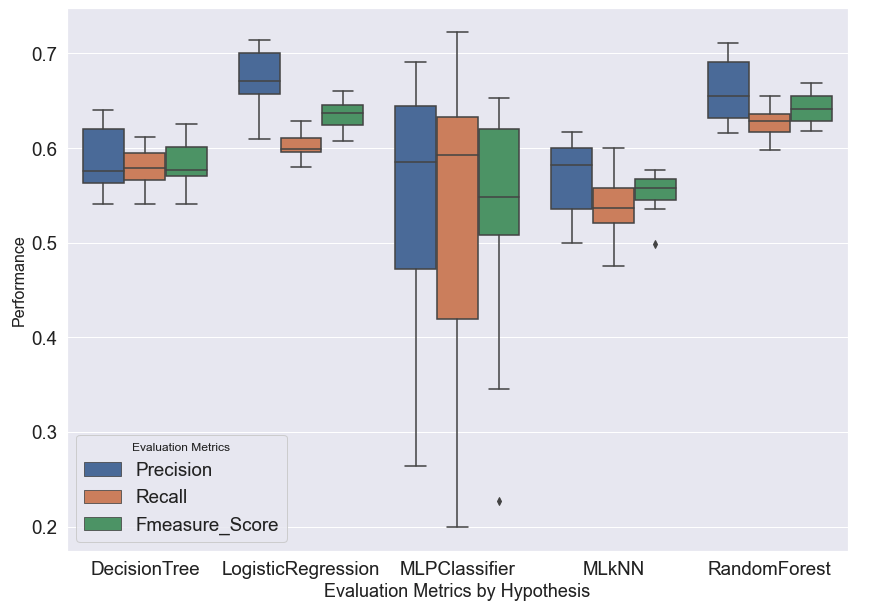 0.7
0.6
0.5
0.4
0.3
0.2
Performance
Evaluation Metrics
Precision
Recall
Fmeasure_Score
DecisionTree LogisticRegression MLPClassifier MLkNN RandomForest
Evaluation Metrics by Hypothesis